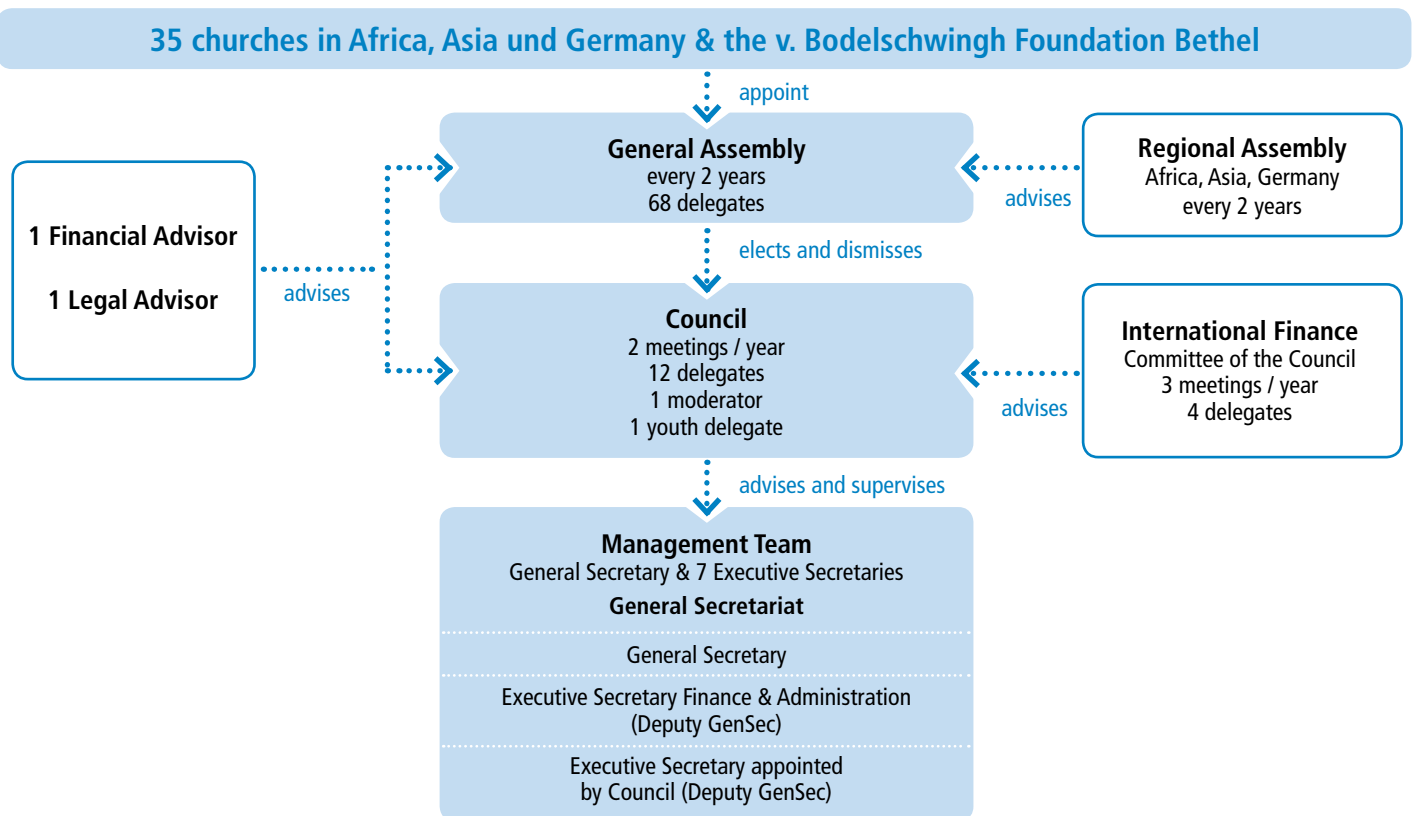 35 churches in Africa, Asia und Germany & the v. Bodelschwingh Foundation Bethel
appoint
General Assembly
every 2 years
68 delegates
Regional Assembly
Africa, Asia, Germany
every 2 years
advises
1 Financial Advisor
1 Legal Advisor
advises
elects and dismisses
Council
2 meetings / year
12 delegates
1 moderator
1 youth delegate
International Finance
Committee of the Council
3 meetings / year
4 delegates
advises
advises and supervises
Management Team
General Secretary & 7 Executive Secretaries
General Secretariat
General Secretary
Executive Secretary Finance & Administration
(Deputy GenSec)
Executive Secretary appointed
by Council (Deputy GenSec)